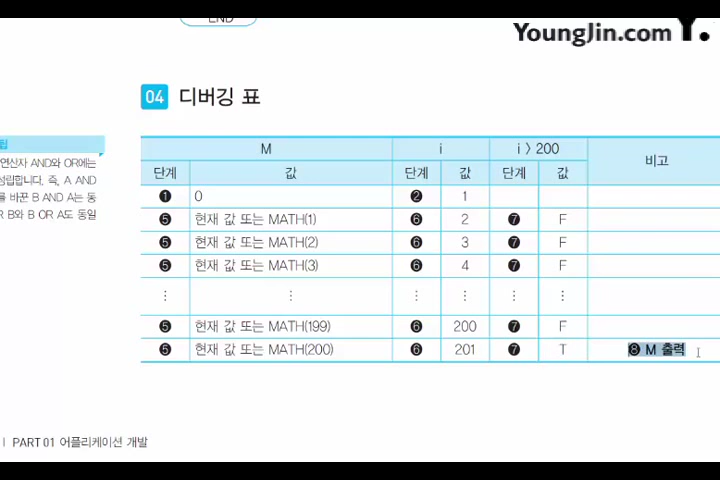 END
YoungJin.com Y.
04 디버깅 표
연산자 AND와 OR에는
성립합니다. 즉, A AND
를 바꾼 B AND A는 동
R B와 B OR A도 동일
M i i > 200 비고
단계 값 단계 값 단계 값
❶ 0 ❷ 1
❺ 현재 값 또는 MATH(1) ❻ 2 ❼ F
❺ 현재 값 또는 MATH(2) ❻ 3 ❼ F
❺ 현재 값 또는 MATH(3) ❻ 4 ❼ F
⋮ ⋮ ⋮ ⋮ ⋮ ⋮
❺ 현재 값 또는 MATH(199) ❻ 200 ❼ F
❺ 현재 값 또는 MATH(200) ❻ 201 ❼ T ❽ M 출력
| PART 01 어플리케이션 개발